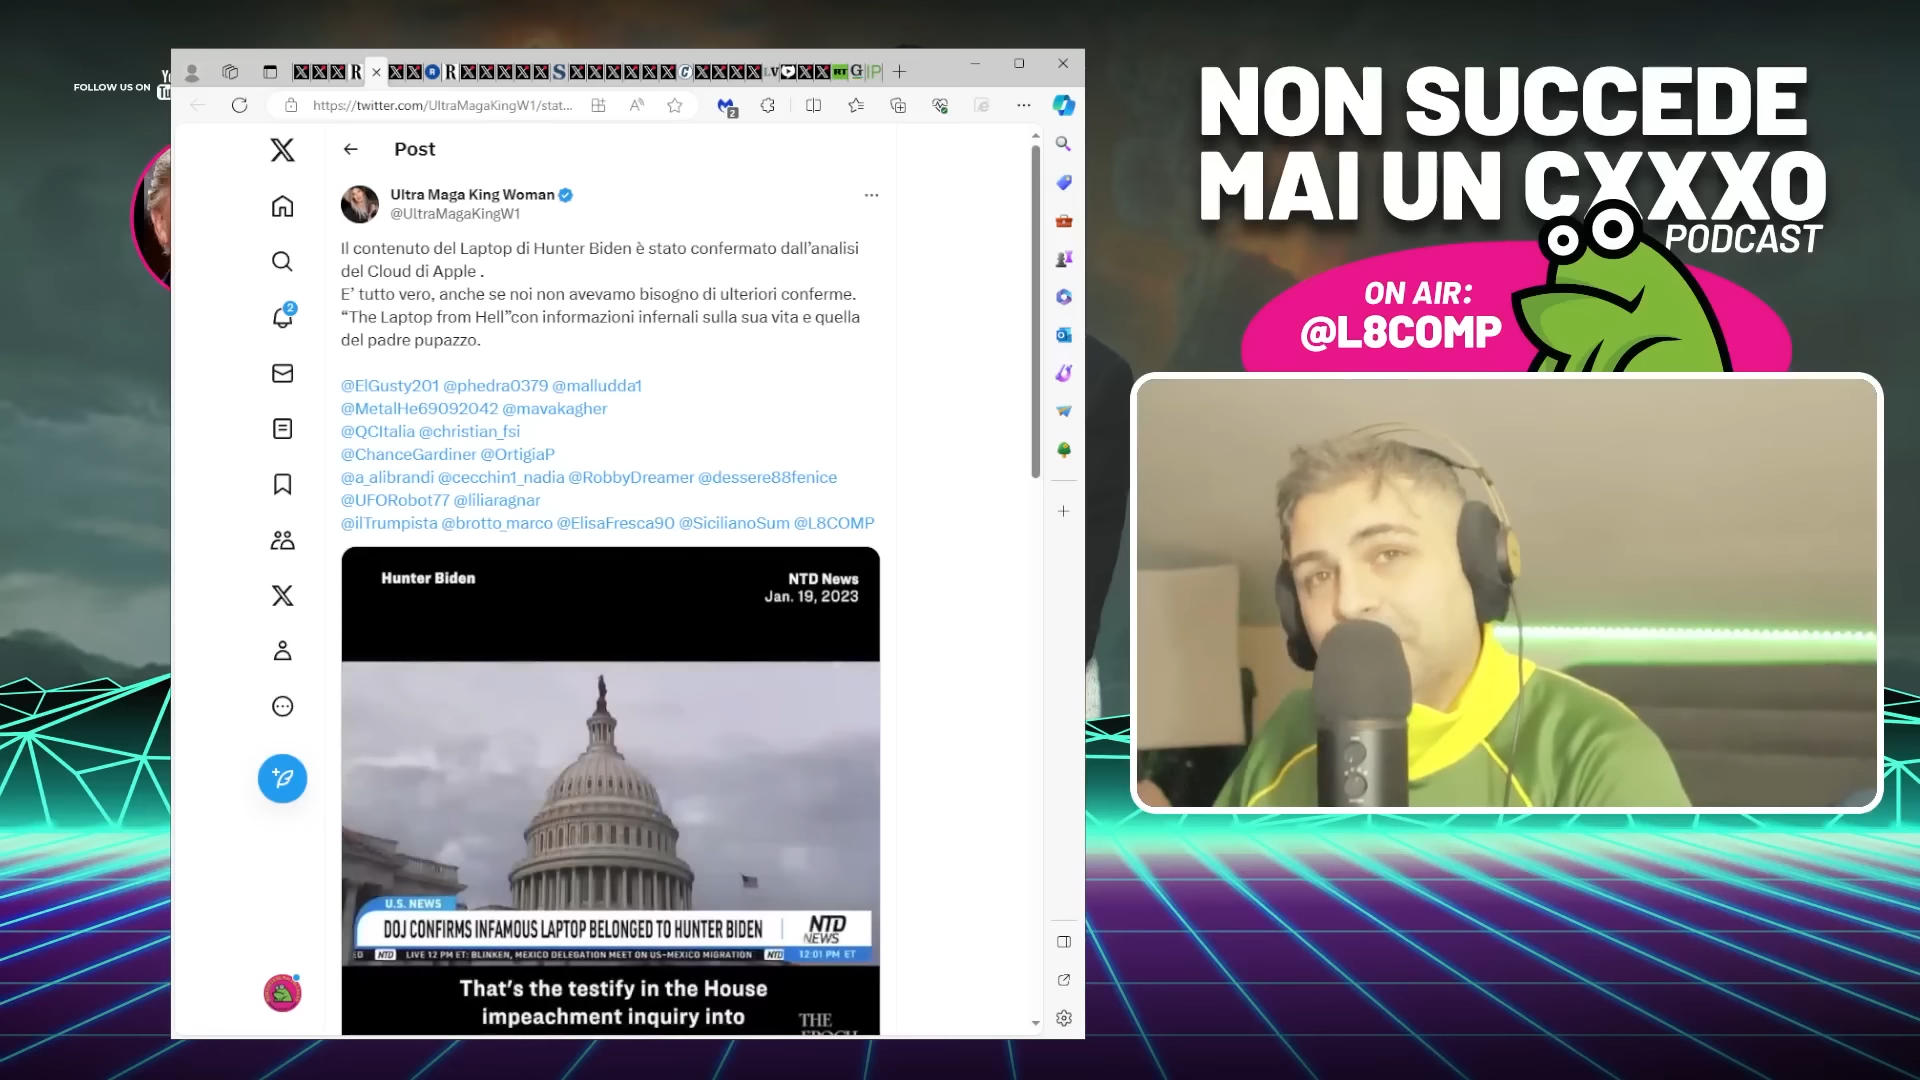 FOLLOW US ON
https://twitter.com/UltraMagaKingW1/stat...
2
Post
Ultra Maga King Woman
@UltraMagaKingW1
Il contenuto del Laptop di Hunter Biden è stato confermato dall’analisi
del Cloud di Apple .
E’ tutto vero, anche se noi non avevamo bisogno di ulteriori conferme.
“The Laptop from Hell”con informazioni infernali sulla sua vita e quella
del padre pupazzo.
@ElGusty201 @phedra0379 @malludda1
@MetalHe69092042 @mavakagher
@QCItalia @christian_fsi
@ChanceGardiner @OrtigiaP
@a_alibrandi @cecchin1_nadia @RobbyDreamer @dessere88fenice
@UFORobot77 @liliaragnar
@ilTrumpista @brotto_marco @ElisaFresca90 @SicilianoSum @L8COMP
2
Hunter Biden
NTD News
Jan. 19, 2023
U.S. NEWS
DOJ CONFIRMS INFAMOUS LAPTOP BELONGED TO HUNTER BIDEN
NTD
NEWS
NTD LIVE 12 PM ET: BLINKEN, MEXICO DELEGATION MEET ON US-MEXICO MIGRATION NTD 12:01 PM ET
That's the testify in the House
impeachment inquiry into
THE
EPOCH
NON SUCCEDE
MAI UN CXXXO
PODCAST
ON AIR:
@L8COMP